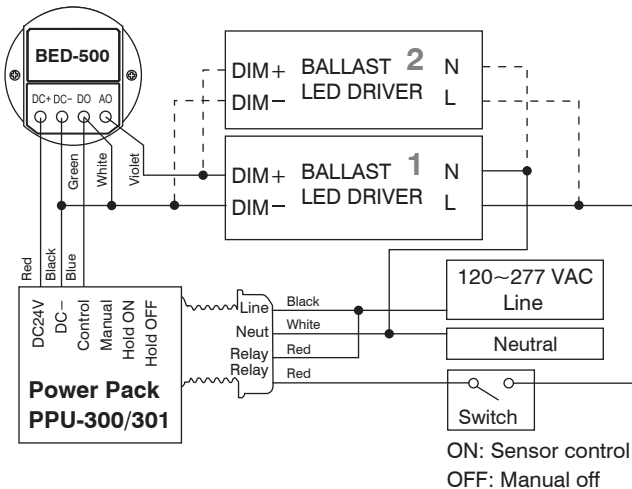 BED-500
DC+ DC- DO AO
DIM+ BALLAST 2 N
DIM- LED DRIVER L
DIM+ BALLAST 1 N
DIM- LED DRIVER L
Green
White
Violet
Red
Black
Blue
DC24V
DC-
Control
Manual
Hold ON
Hold OFF
Power Pack
PPU-300/301
Line Black
Neut White
Relay Red
Relay Red
120~277 VAC
Line
Neutral
Switch
ON: Sensor control
OFF: Manual off